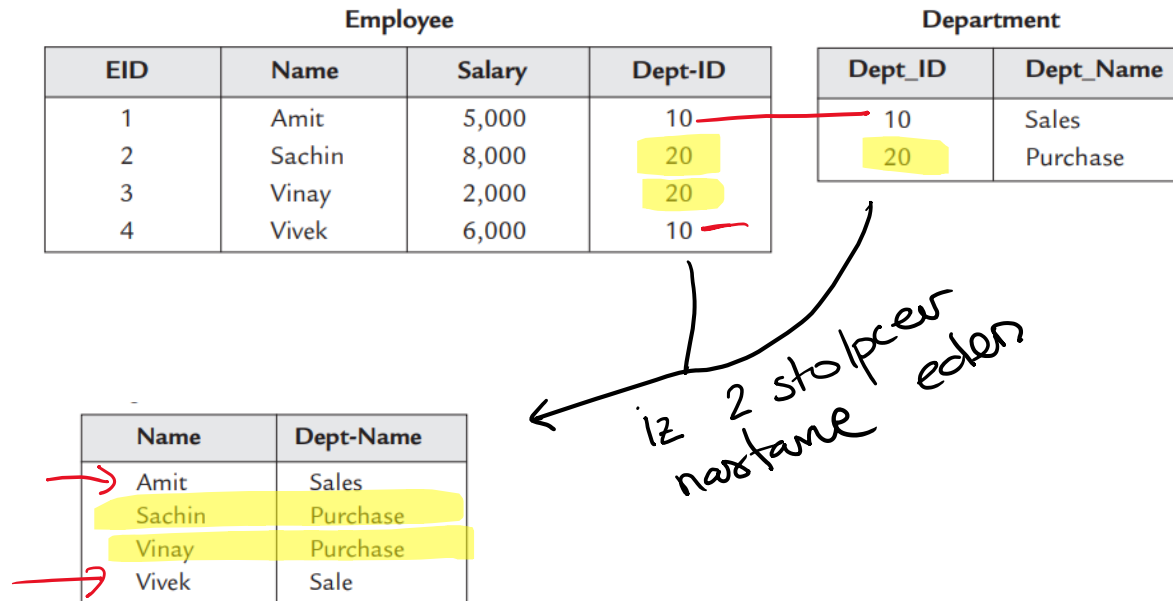 Employee
Department
EID Name Salary Dept-ID
1 Amit 5,000 10
2 Sachin 8,000 20
3 Vinay 2,000 20
4 Vivek 6,000 10
Dept_ID Dept_Name
10 Sales
20 Purchase
iz 2 stolpcev
nastane eden
Name Dept-Name
Amit Sales
Sachin Purchase
Vinay Purchase
Vivek Sale